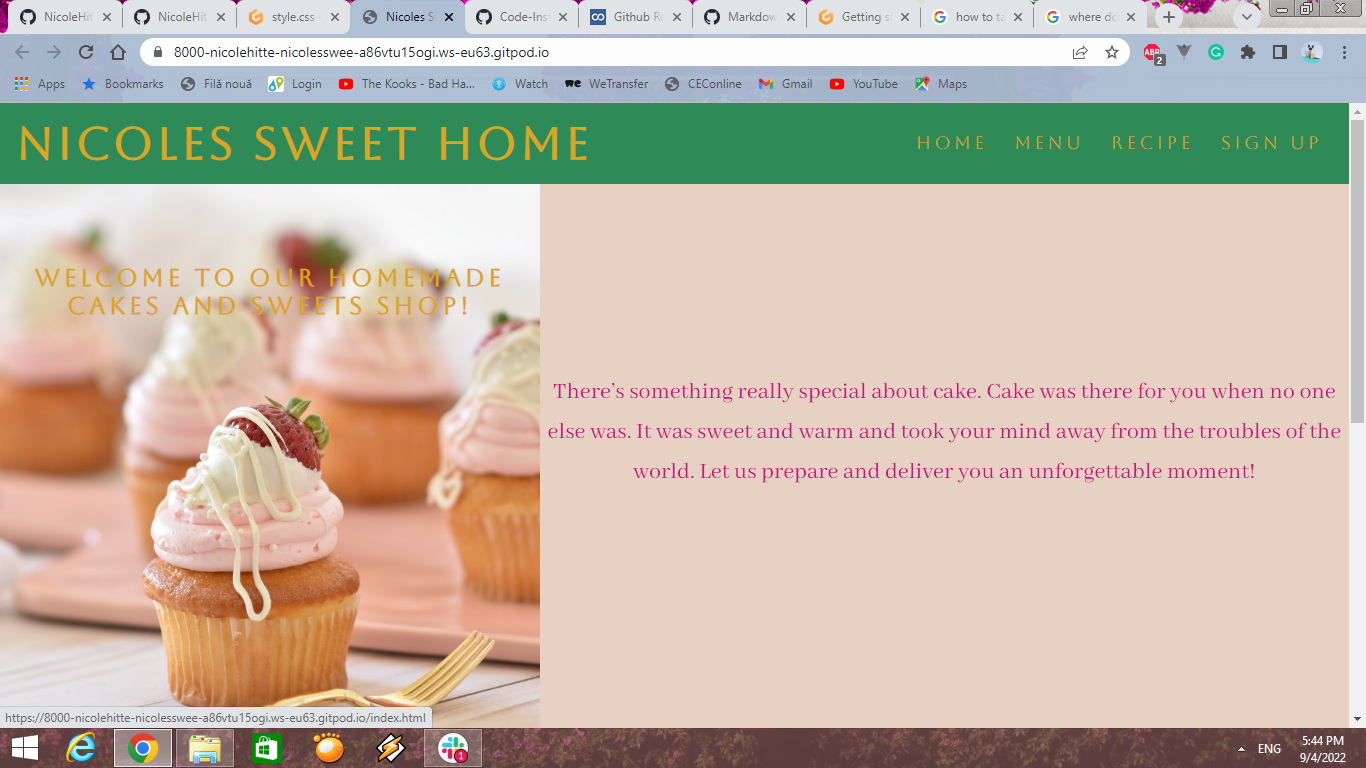 NicoleHit
NicoleHit
style.css
Nicoles S
Code-Inst
Github Re
Markdow
Getting s
how to ta
where do
8000-nicolehitte-nicolesswee-a86vtu15ogi.ws-eu63.gitpod.io
ABP
2
Apps
Bookmarks
Filă nouă
Login
The Kooks - Bad Ha...
Watch
WeTransfer
CEConline
Gmail
YouTube
Maps
NICOLES SWEET HOME
HOME MENU RECIPE SIGN UP
WELCOME TO OUR HOMEMADE
CAKES AND SWEETS SHOP!
There's something really special about cake. Cake was there for you when no one
else was. It was sweet and warm and took your mind away from the troubles of the
world. Let us prepare and deliver you an unforgettable moment!
https://8000-nicolehitte-nicolesswee-a86vtu15ogi.ws-eu63.gitpod.io/index.html
1
ENG
5:44 PM
9/4/2022